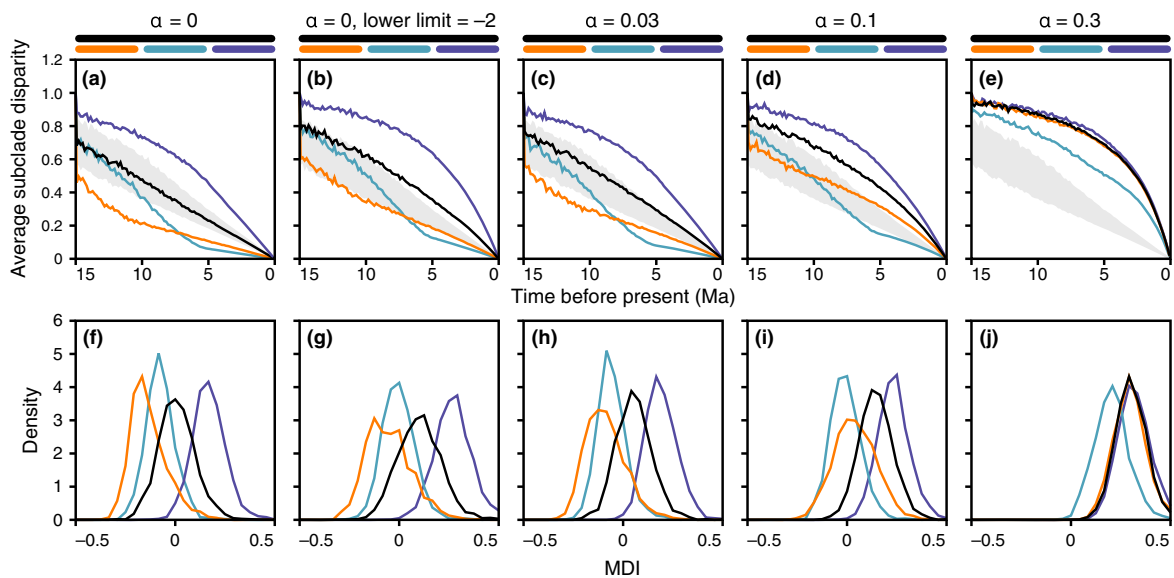 α = 0 α = 0, lower limit = –2 α = 0.03 α = 0.1 α = 0.3
Average subclade disparity
1.2
1.0
0.8
0.6
0.4
0.2
0
(a) (b) (c) (d) (e)
15 10 5 0 15 10 5 0 15 10 5 0 15 10 5 0 15 10 5 0
Time before present (Ma)
Density
6
5
4
3
2
1
0
(f) (g) (h) (i) (j)
–0.5 0 0.5 –0.5 0 0.5 –0.5 0 0.5 –0.5 0 0.5 –0.5 0 0.5
MDI